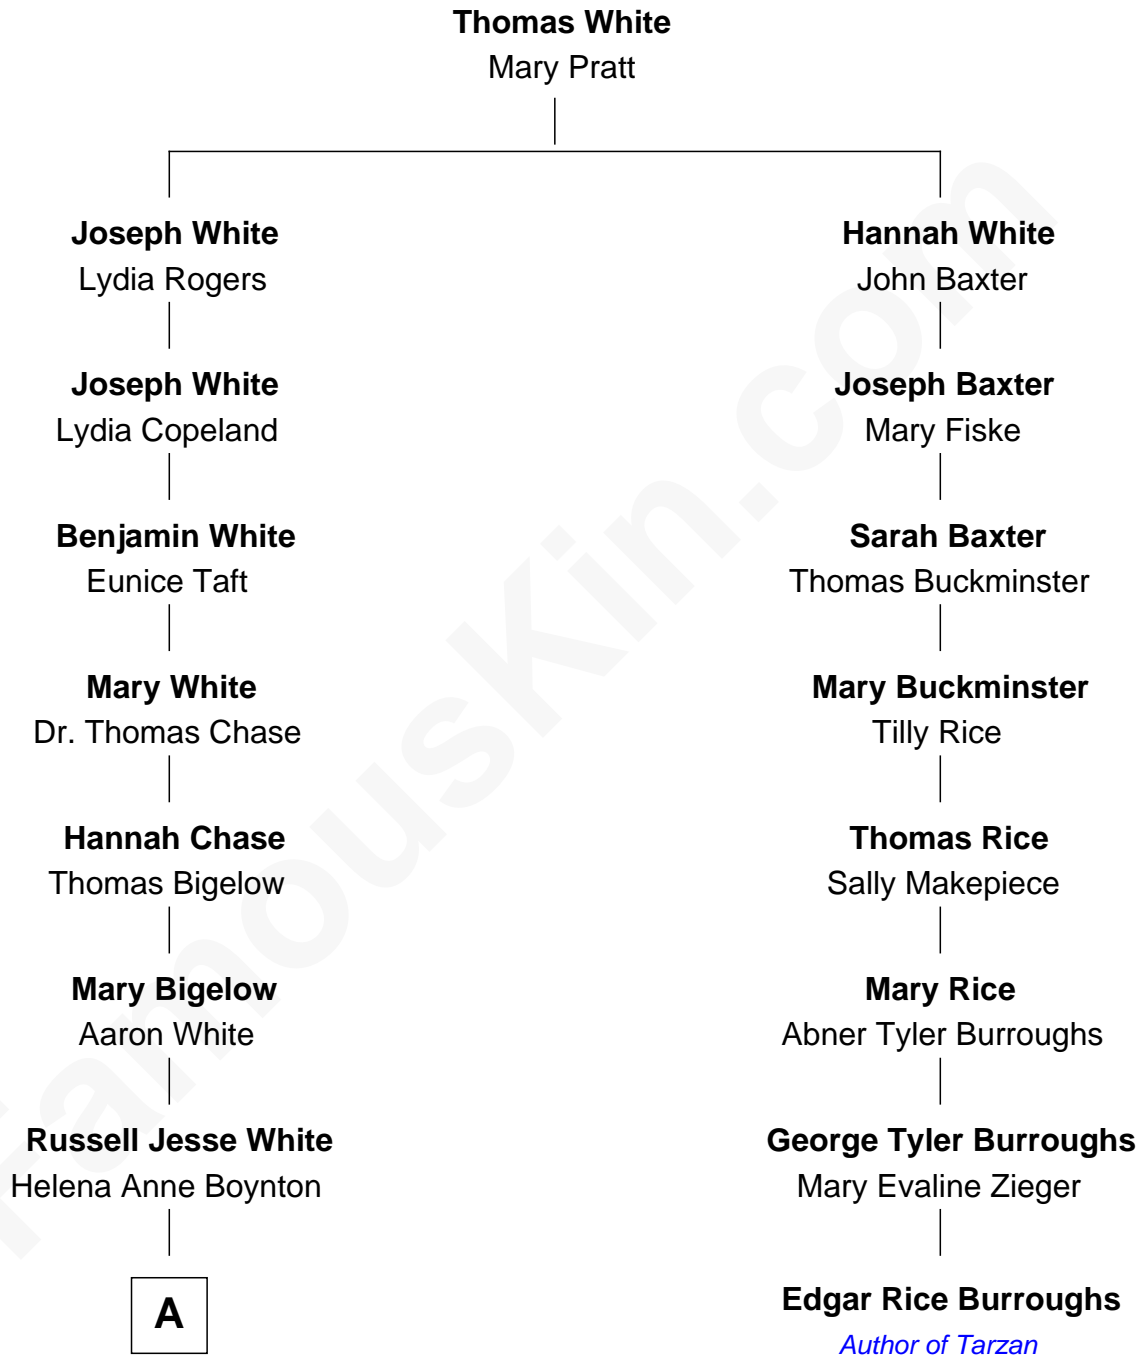 Thomas White
Mary Pratt
Joseph White
Hannah White
Lydia Rogers
John Baxter
Joseph White
Joseph Baxter
Lydia Copeland
Mary Fiske
Benjamin White
Sarah Baxter
Eunice Taft
Thomas Buckminster
Mary White
Mary Buckminster
Dr. Thomas Chase
Tilly Rice
Hannah Chase
Thomas Rice
Thomas Bigelow
Sally Makepiece
Mary Bigelow
Mary Rice
Aaron White
Abner Tyler Burroughs
Russell Jesse White
George Tyler Burroughs
Helena Anne Boynton
Mary Evaline Zieger
A
Edgar Rice Burroughs
Author of Tarzan
FamousKin.com